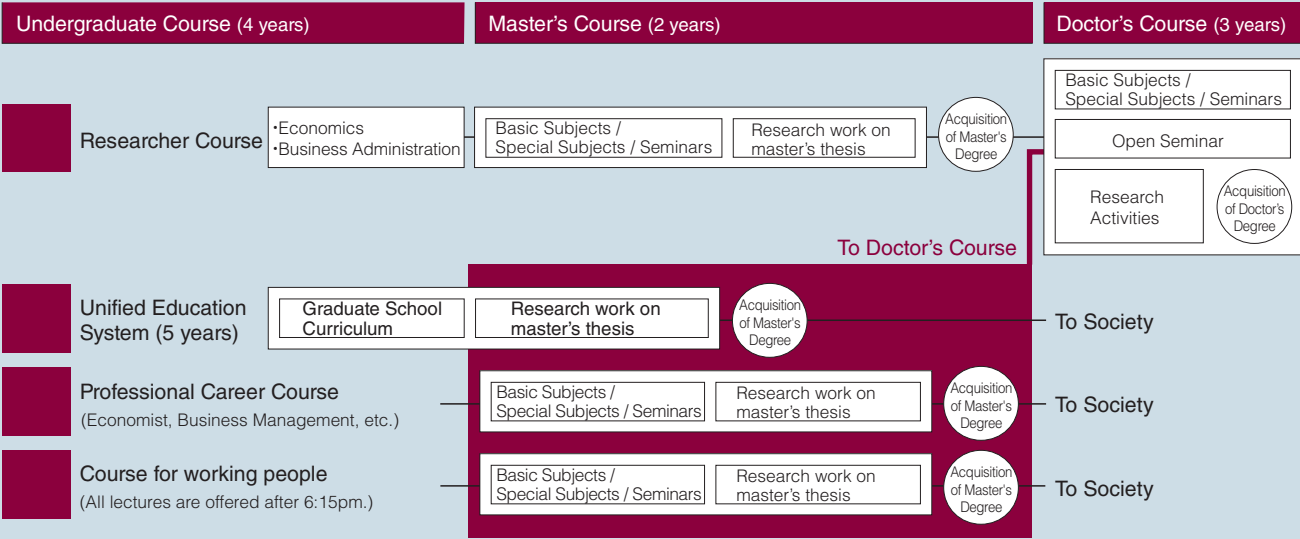 Undergraduate Course (4 years)
Master's Course (2 years)
Doctor's Course (3 years)
Researcher Course
・Economics
・Business Administration
Basic Subjects /
Special Subjects / Seminars
Research work on
master's thesis
Acquisition
of Master's
Degree
Basic Subjects /
Special Subjects / Seminars
Open Seminar
Research
Activities
Acquisition
of Doctor's
Degree
To Doctor's Course
Unified Education
System (5 years)
Graduate School
Curriculum
Research work on
master's thesis
Acquisition
of Master's
Degree
To Society
Professional Career Course
(Economist, Business Management, etc.)
Basic Subjects /
Special Subjects / Seminars
Research work on
master's thesis
Acquisition
of Master's
Degree
To Society
Course for working people
(All lectures are offered after 6:15pm.)
Basic Subjects /
Special Subjects / Seminars
Research work on
master's thesis
Acquisition
of Master's
Degree
To Society